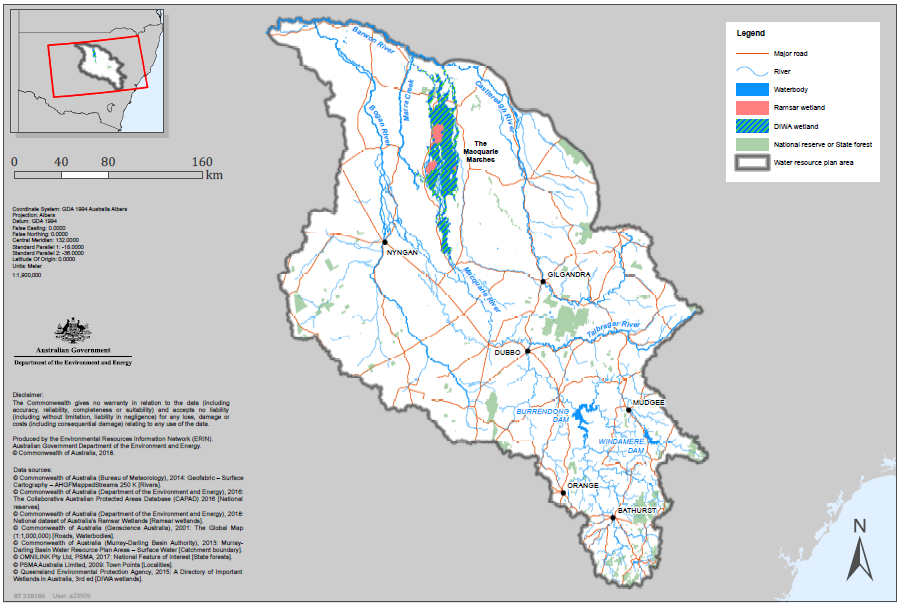 Legend
Major road
River
Waterbody
Ramsar wetland
DIWA wetland
National reserve or State forest
Water resource plan area
0 40 80 160
km
Coordinate System: GDA 1994 Australia Albers
Projection: Albers
Datum: GDA 1994
False Easting: 0.0000
False Northing: 0.0000
Central Meridian: 132.0000
Standard Parallel 1: -18.0000
Standard Parallel 2: -36.0000
Latitude Of Origin: 0.0000
Units: Meter
1:1,900,000
Australian Government
Department of the Environment and Energy
Disclaimer:
The Commonwealth gives no warranty in relation to the data (including
accuracy, reliability, completeness or suitability) and accepts no liability
(including without limitation, liability in negligence) for any loss, damage or
costs (including consequential damage) relating to any use of the data.
Produced by the Environmental Resources Information Network (ERIN).
Australian Government Department of the Environment and Energy.
© Commonwealth of Australia, 2018.
Data sources:
© Commonwealth of Australia (Bureau of Meteorology), 2014: Geofabric – Surface
Cartography – AHGFMappedStreams 250 K [Rivers].
© Commonwealth of Australia (Department of the Environment and Energy), 2016:
The Collaborative Australian Protected Areas Database (CAPAD) 2016 [National
reserves].
© Commonwealth of Australia (Department of the Environment and Energy), 2018:
National dataset of Australia's Ramsar Wetlands [Ramsar wetlands].
© Commonwealth of Australia (Geoscience Australia), 2001: The Global Map
(1:1,000,000) [Roads, Waterbodies].
© Commonwealth of Australia (Murray-Darling Basin Authority), 2013: Murray-
Darling Basin Water Resource Plan Areas – Surface Water [Catchment boundary].
© OMNILINK Pty Ltd, PSMA, 2017: National Feature of Interest [State forests].
© PSMA Australia Limited, 2009: Town Points [Localities].
© Queensland Environmental Protection Agency, 2015: A Directory of Important
Wetlands in Australia, 3rd ed [DIWA wetlands].
Barwon River
Marra Creek
Bogan River
Castlereagh River
The
Macquarie
Marshes
NYNGAN
Macquarie River
GILGANDRA
Talbragar River
DUBBO
MUDGEE
BURRENDONG
DAM
WINDAMERE
DAM
ORANGE
BATHURST
N